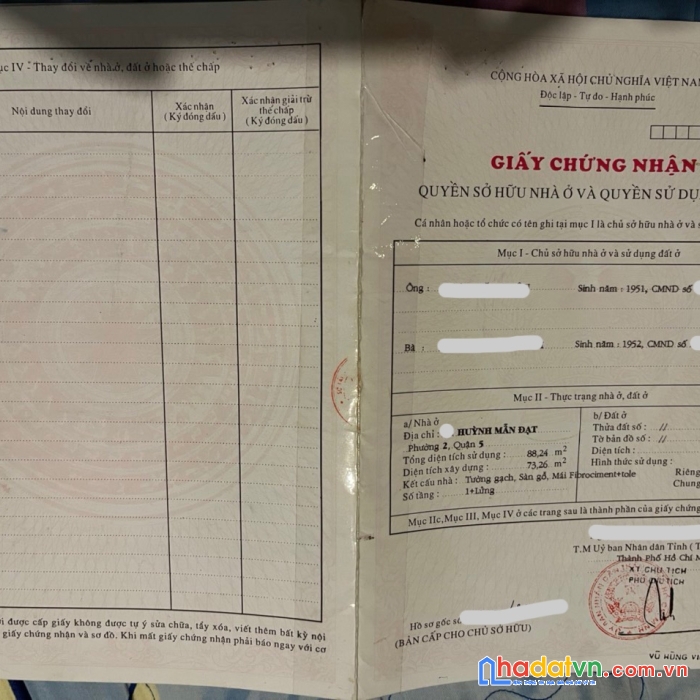 Mục IV - Thay đổi về nhà ở, đất ở hoặc thế chấp
Nội dung thay đổi
Xác nhận
( Ký đóng dấu )
Xác nhận giải trừ
thế chấp
( Ký đóng dấu )
được cấp giấy không được tự ý sửa chữa, tẩy xóa, viết thêm bất kỳ nội
giấy chứng nhận và sơ đồ. Khi mất giấy chứng nhận phải báo ngay với cơ
CỘNG HÒA XÃ HỘI CHỦ NGHĨA VIỆT NAM
Độc lập - Tự do - Hạnh phúc
GIẤY CHỨNG NHẬN
QUYỀN SỞ HỮU NHÀ Ở VÀ QUYỀN SỬ DỤ
Cá nhân hoặc tổ chức có tên ghi tại mục I là chủ sở hữu nhà ở và s
Mục I - Chủ sở hữu nhà ở và sử dụng đất ở
Ông : Sinh năm : 1951, CMND số
Bà : Sinh năm : 1952, CMND số
Mục II - Thực trạng nhà ở, đất ở
a/ Nhà ở
Địa chỉ : HUỲNH MẪN ĐẠT
Phường 2, Quận 5
Tổng diện tích sử dụng : 88,24 m2
Diện tích xây dựng : 73,26 m2
Kết cấu nhà : Tường gạch, Sàn gỗ, Mái Fibrociment+tole
Số tầng : 1+Lửng
b/ Đất ở
Thửa đất số : //
Tờ bản đồ số : //
Diện tích :
Hình thức sử dụng :
Riêng
Chung
Mục IIc, Mục III, Mục IV ở các trang sau là thành phần của giấy chứng
T.M Uỷ ban Nhân dân Tỉnh ( T
Thành Phố Hồ Chí M
KT CHỦ TỊCH
PHÓ CHỦ TỊCH
Hồ sơ gốc số
(BẢN CẤP CHO CHỦ SỞ HỮU)
VŨ HÙNG VI
nhadatvn.com.vn